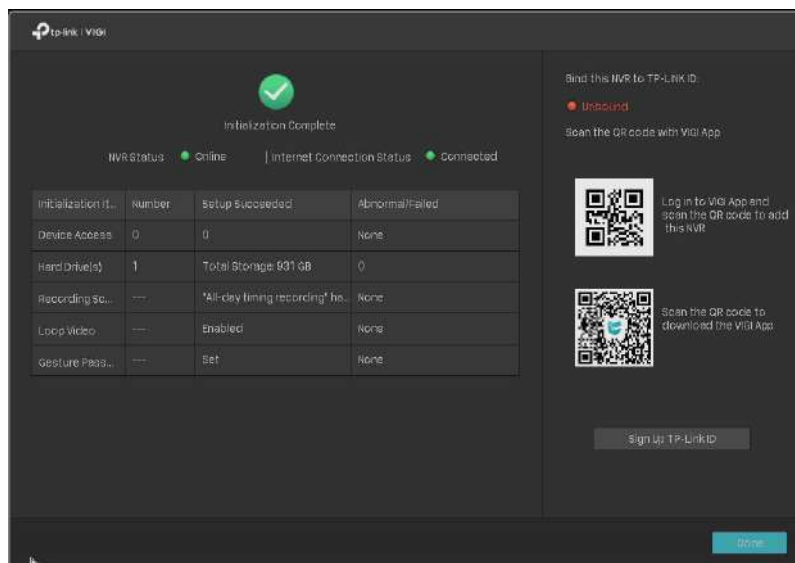 tp-link | VIGI
Initialization Complete
NVR Status Online | Internet Connection Status Connected
Initialization It... Number Setup Succeeded Abnormal/Failed
Device Access 0 0 None
Hard Drive(s) 1 Total Storage: 931 GB 0
Recording Sc... --- "All-day timing recording" ha... None
Loop Video --- Enabled None
Gesture Pass... --- Set None
Bind this NVR to TP-LINK ID:
Unbound
Scan the QR code with VIGI App
Log in to VIGI App and
scan the QR code to add
this NVR
Scan the QR code to
download the VIGI App
Sign Up TP-Link ID
Done